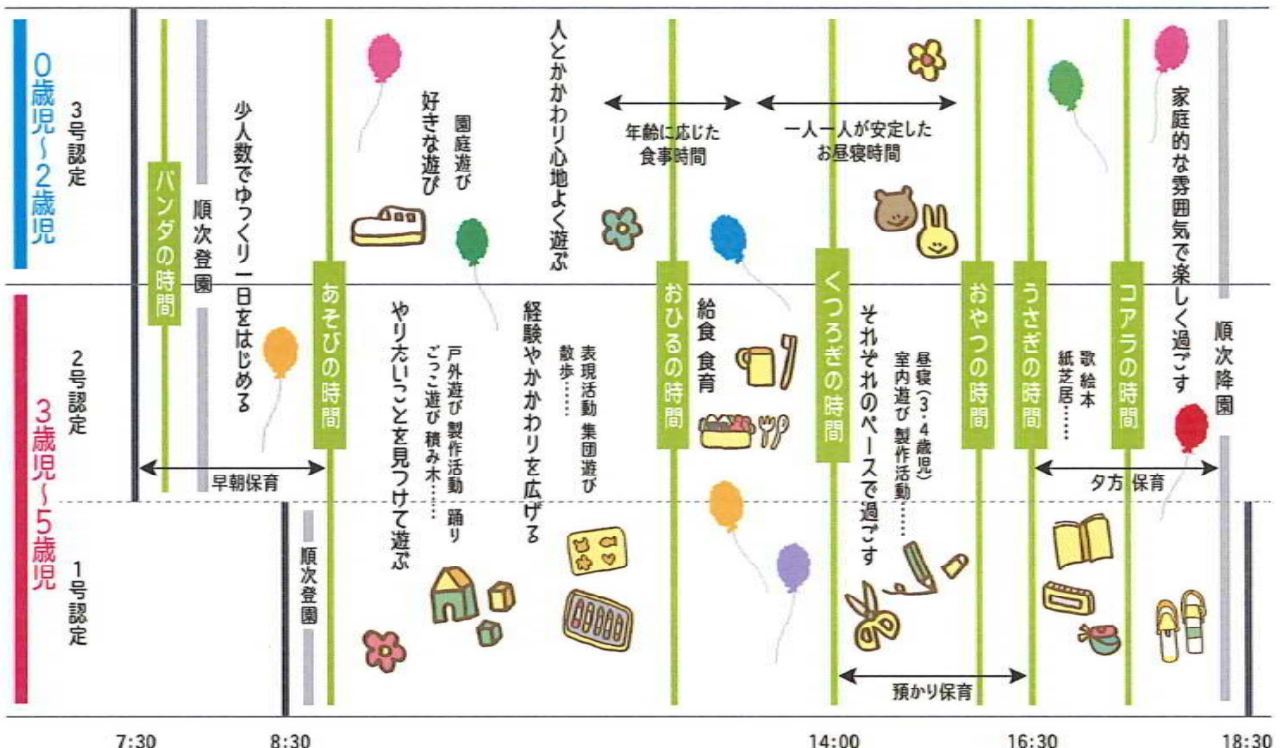 0歳児～2歳児
3号認定
3歳児～5歳児
2号認定
1号認定
パンダの時間
順次登園
少人数でゆっくり一日をはじめる
早朝保育
順次登園
あそびの時間
園庭遊び
好きな遊び
人とかかわり心地よく遊ぶ
やりたいことを見つけて遊ぶ
戸外遊び 製作活動 踊り
ごっこ遊び 積み木……
経験やかかわりを広げる
表現活動 集団遊び
散歩……
年齢に応じた
食事時間
おひるの時間
給食 食育
一人一人が安定した
お昼寝時間
くつろぎの時間
それぞれのペースで過ごす
昼寝(3・4歳児)
室内遊び 製作活動……
預かり保育
おやつの時間
うさぎの時間
歌 絵本
紙芝居……
コアラの時間
家庭的な雰囲気で楽しく過ごす
夕方 保育
順次降園
7:30
8:30
14:00
16:30
18:30